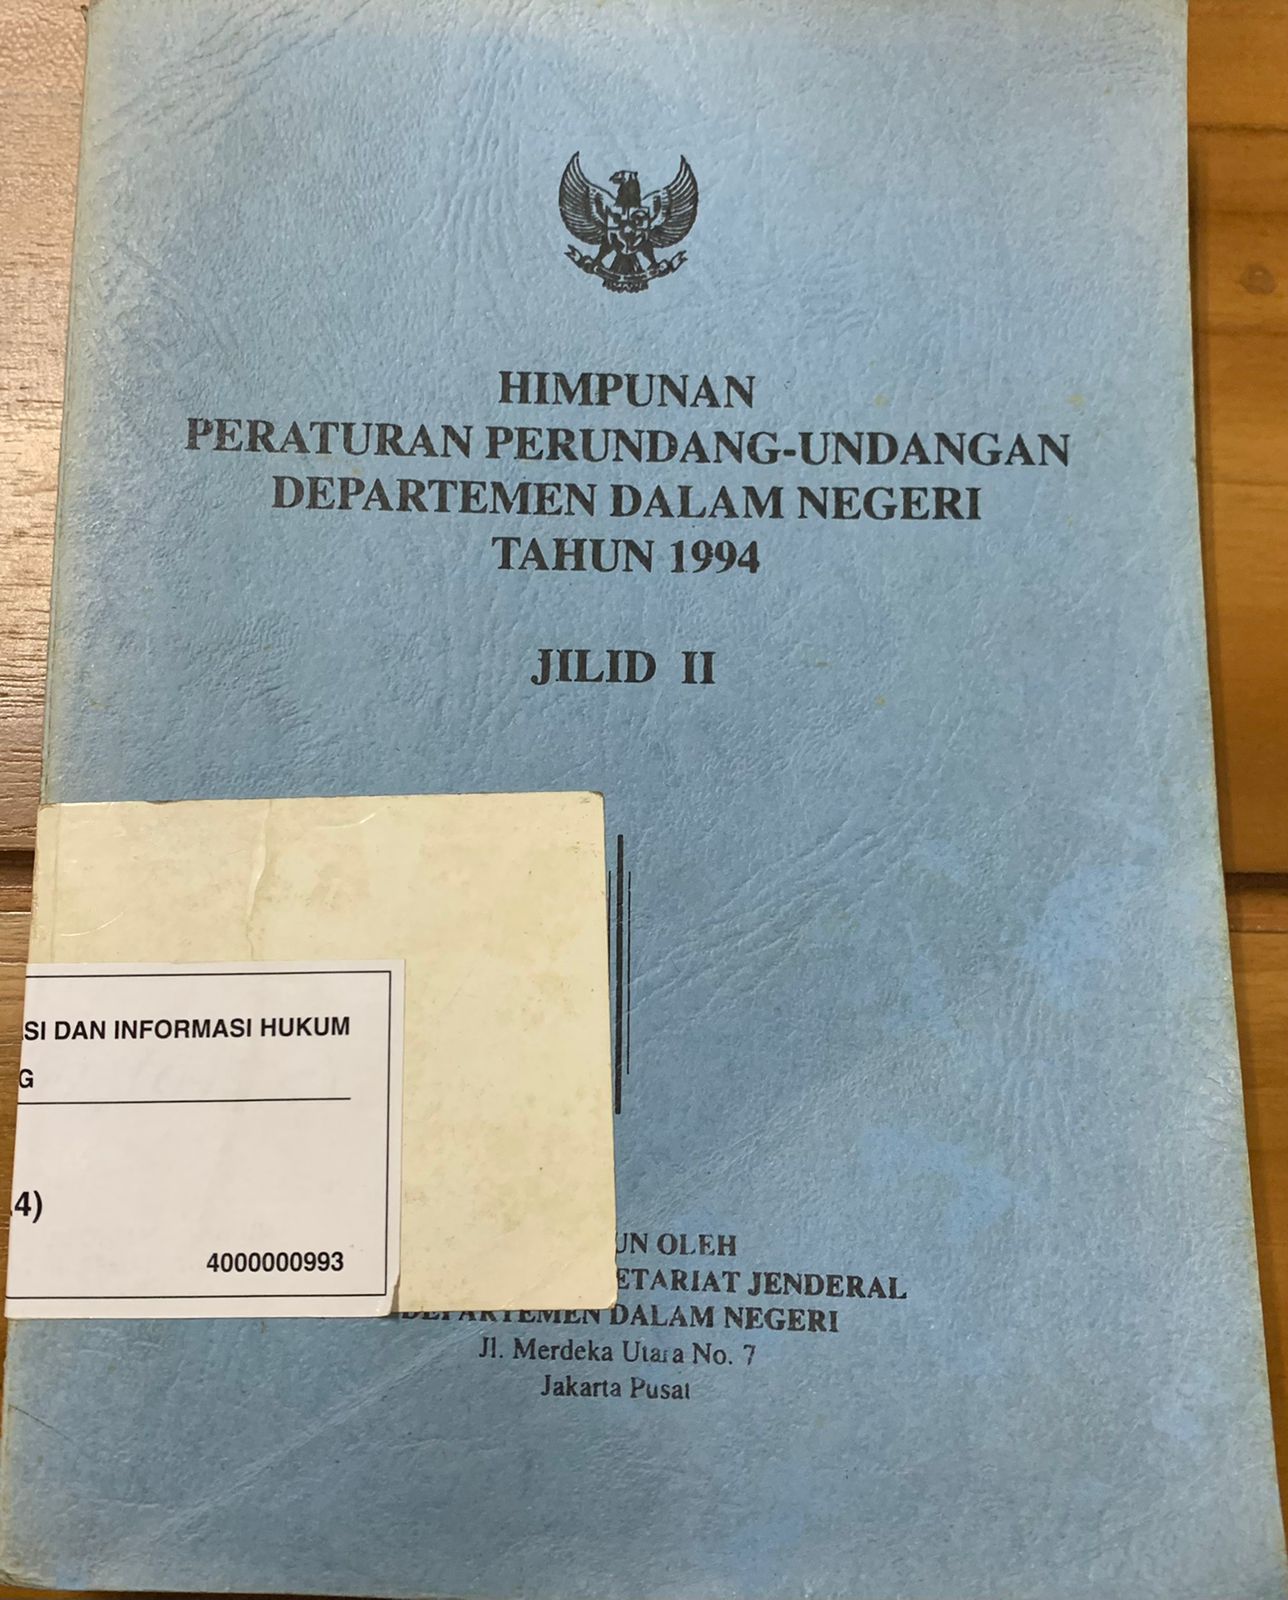 HIMPUNAN
PERATURAN PERUNDANG-UNDANGAN
DEPARTEMEN DALAM NEGERI
TAHUN 1994
JILID II
SI DAN INFORMASI HUKUM
G
4)
4000000993
UN OLEH
ETARIAT JENDERAL
DEPARTEMEN DALAM NEGERI
Jl. Merdeka Utara No. 7
Jakarta Pusat